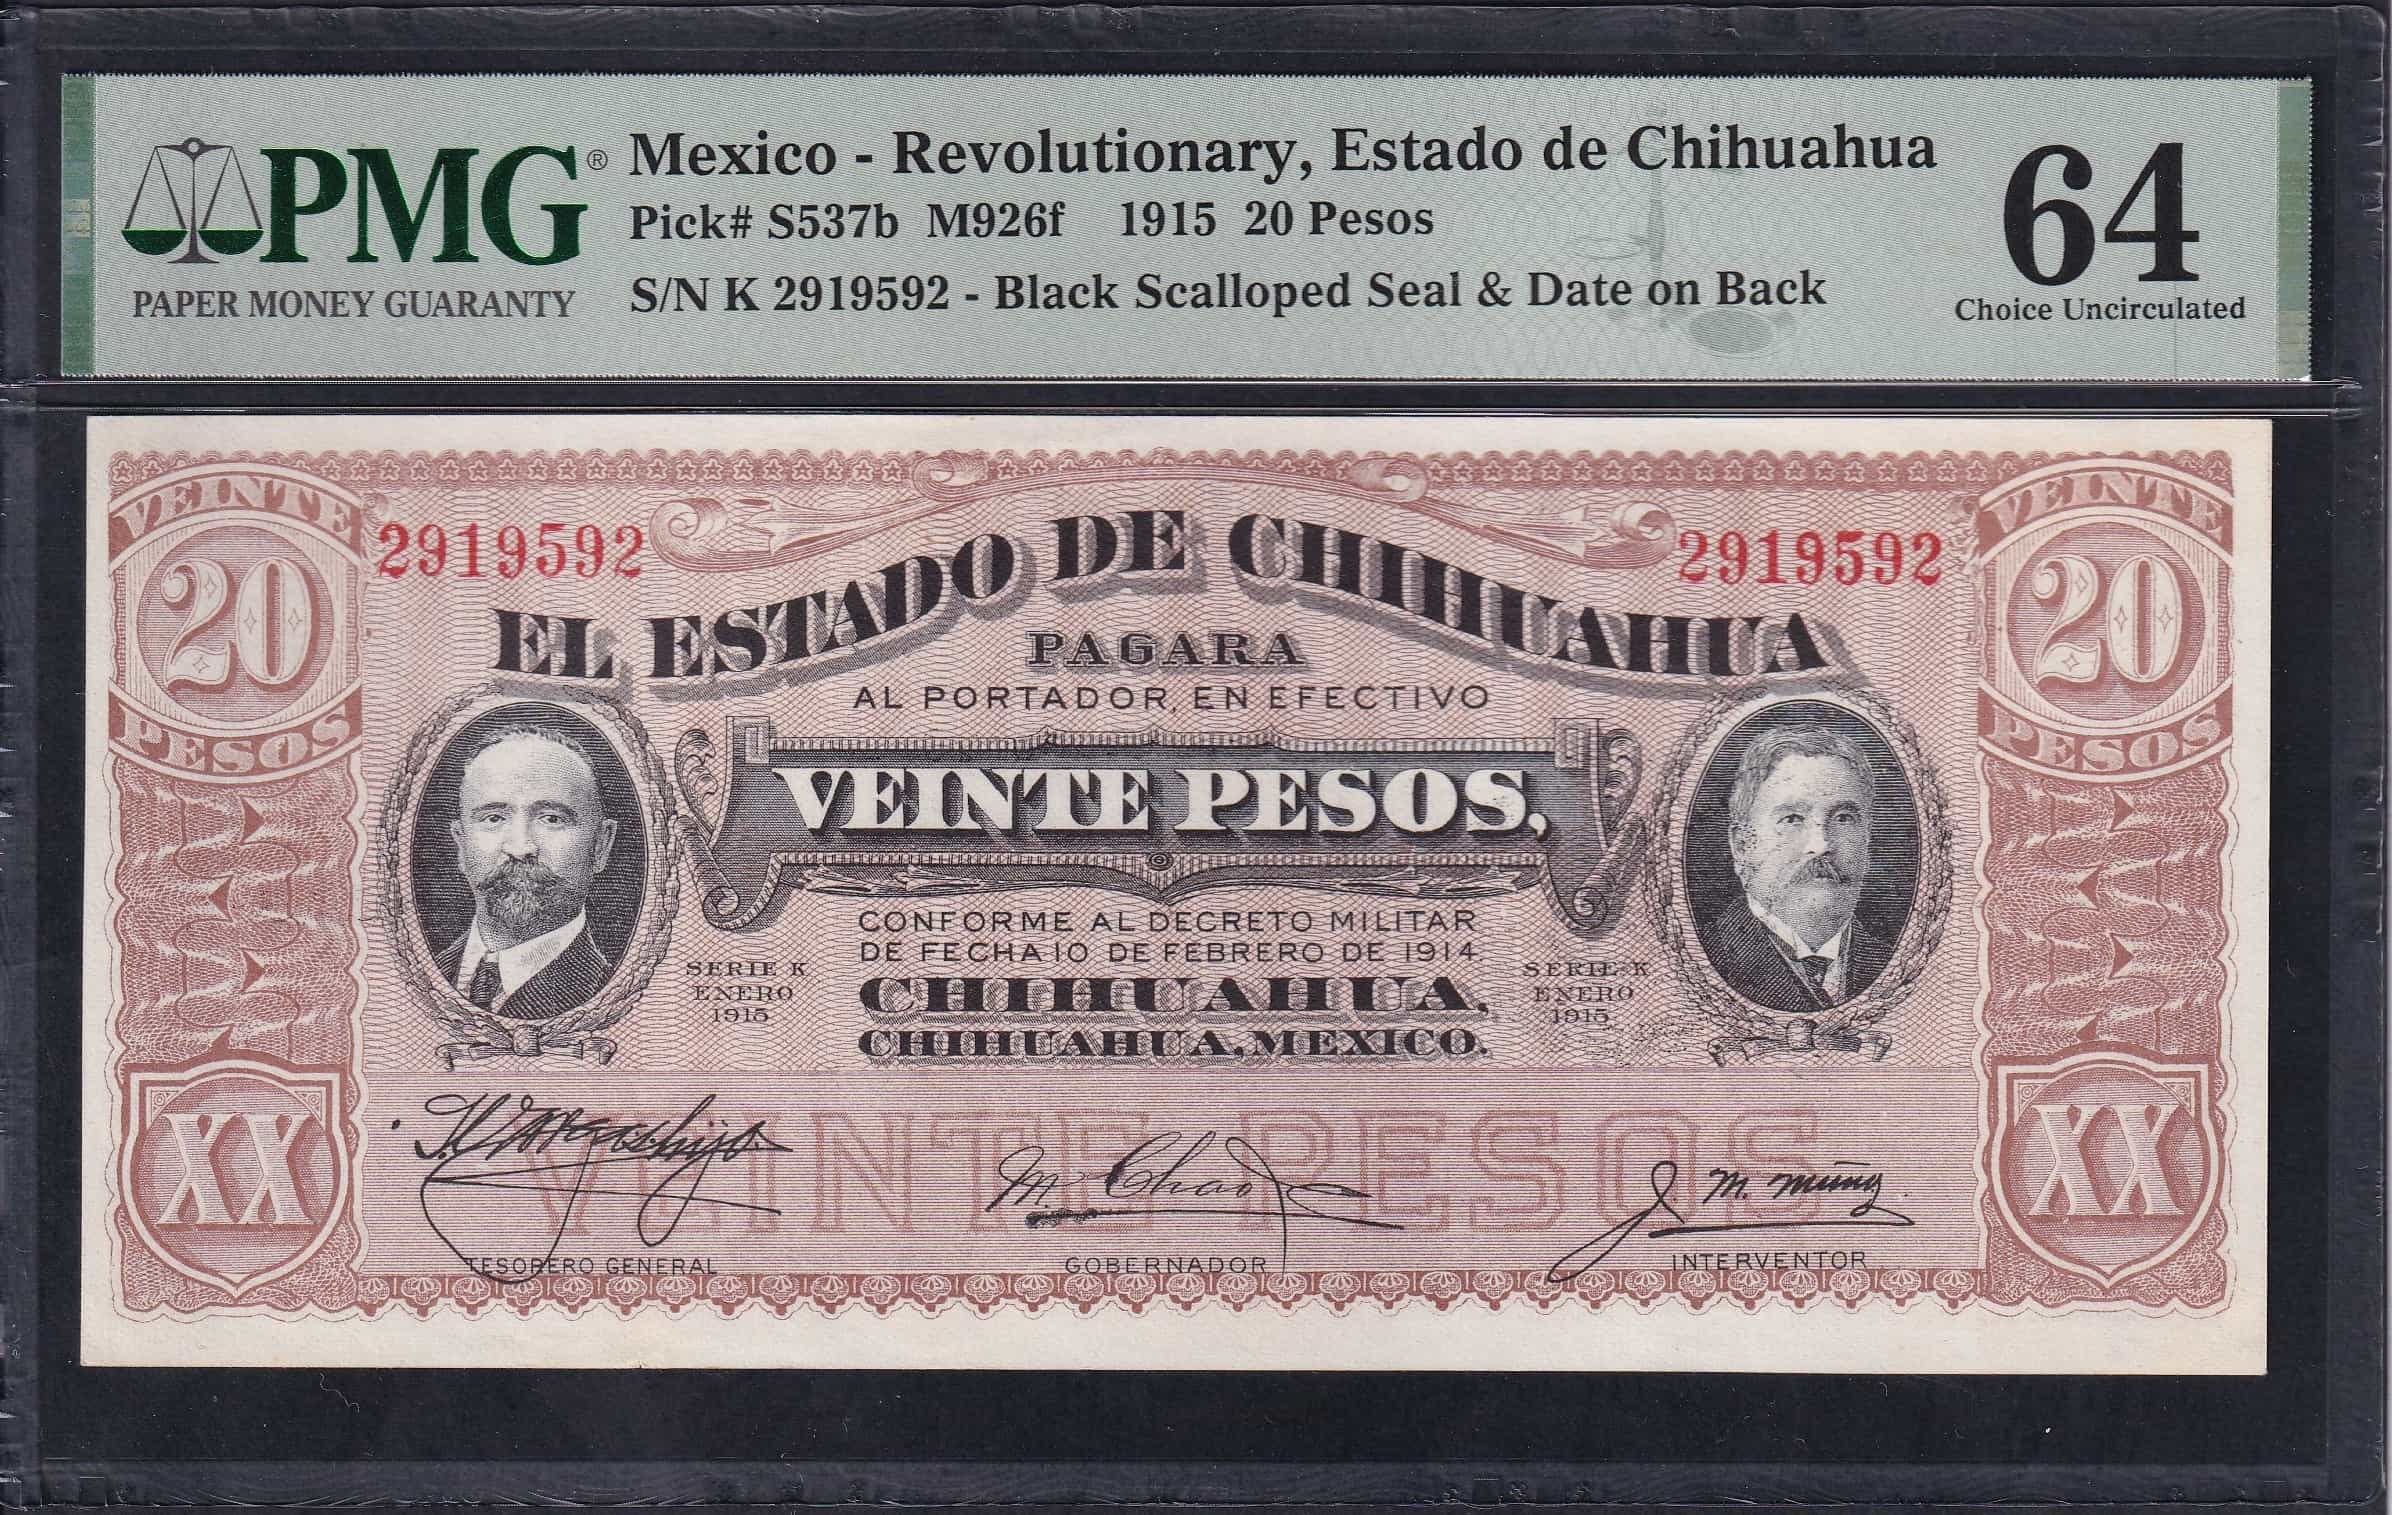 PMG®
PAPER MONEY GUARANTY
Mexico - Revolutionary, Estado de Chihuahua
Pick# S537b M926f 1915 20 Pesos
S/N K 2919592 - Black Scalloped Seal & Date on Back
64
Choice Uncirculated
VEINTE
20
PESOS
2919592
2919592
VEINTE
20
PESOS
EL ESTADO DE CHIHUAHUA
PAGARA
AL PORTADOR, EN EFECTIVO
VEINTE PESOS,
CONFORME AL DECRETO MILITAR
DE FECHA 10 DE FEBRERO DE 1914.
SERIE K
ENERO
1915
CHIHUAHUA,
CHIHUAHUA, MEXICO.
SERIE K
ENERO
1915
XX
VEINTE PESOS
XX
M. Chao
J. M. Muñoz
TESORERO GENERAL
GOBERNADOR
INTERVENTOR